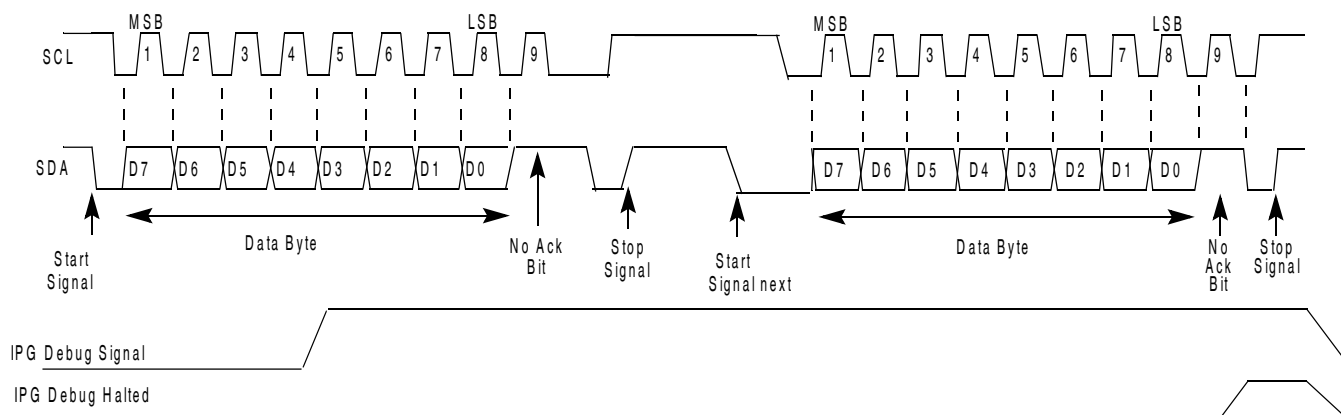 MSB LSB MSB LSB
SCL 1 2 3 4 5 6 7 8 9 1 2 3 4 5 6 7 8 9
SDA D7 D6 D5 D4 D3 D2 D1 D0 D7 D6 D5 D4 D3 D2 D1 D0
Start
Signal
Data Byte
No Ack
Bit
Stop
Signal
Start
Signal next
Data Byte
No
Ack
Bit
Stop
Signal
IPG Debug Signal
IPG Debug Halted